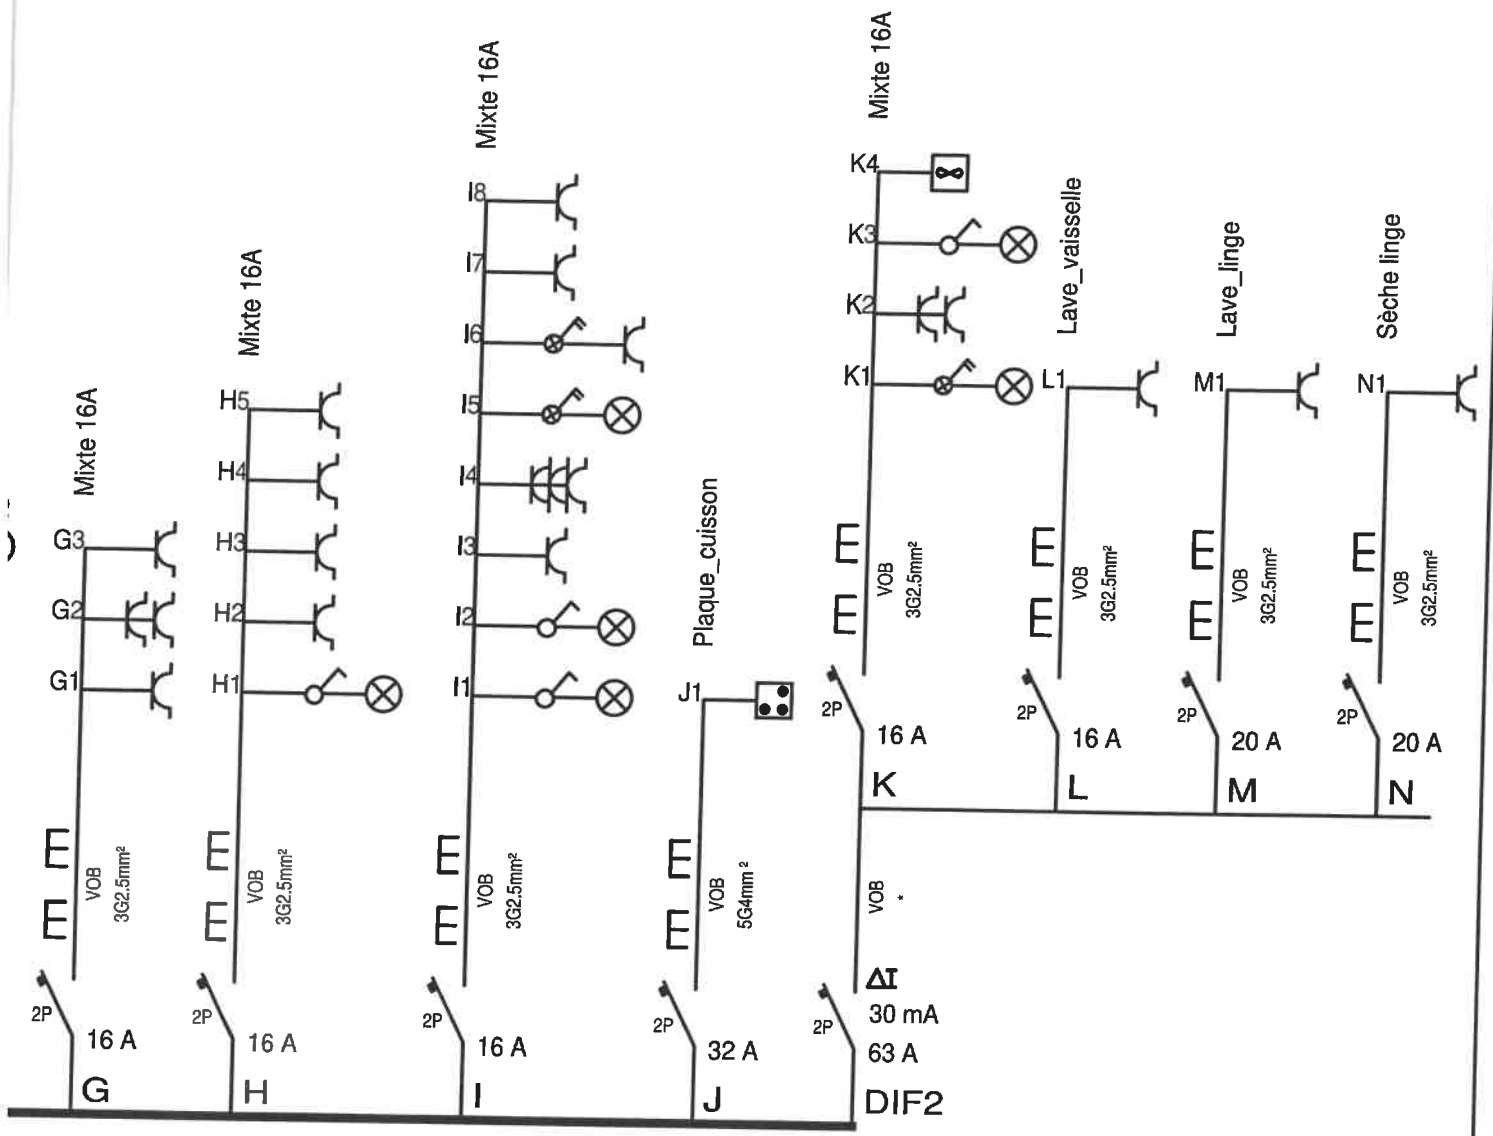 Mixte 16A
G3
G2
G1
E
E
VOB
3G2.5mm²
2P
16 A
G
Mixte 16A
H5
H4
H3
H2
H1
E
E
VOB
3G2.5mm²
2P
16 A
H
Mixte 16A
I8
I7
I6
I5
I4
I3
I2
I1
E
E
VOB
3G2.5mm²
2P
16 A
I
Plaque_cuisson
J1
E
E
VOB
5G4mm²
2P
32 A
J
Mixte 16A
K4
K3
K2
K1
E
E
VOB
3G2.5mm²
2P
16 A
K
VOB
*
ΔI
30 mA
63 A
2P
DIF2
Lave_vaisselle
L1
E
E
VOB
3G2.5mm²
2P
16 A
L
Lave_linge
M1
E
E
VOB
3G2.5mm²
2P
20 A
M
Sèche linge
N1
E
E
VOB
3G2.5mm²
2P
20 A
N